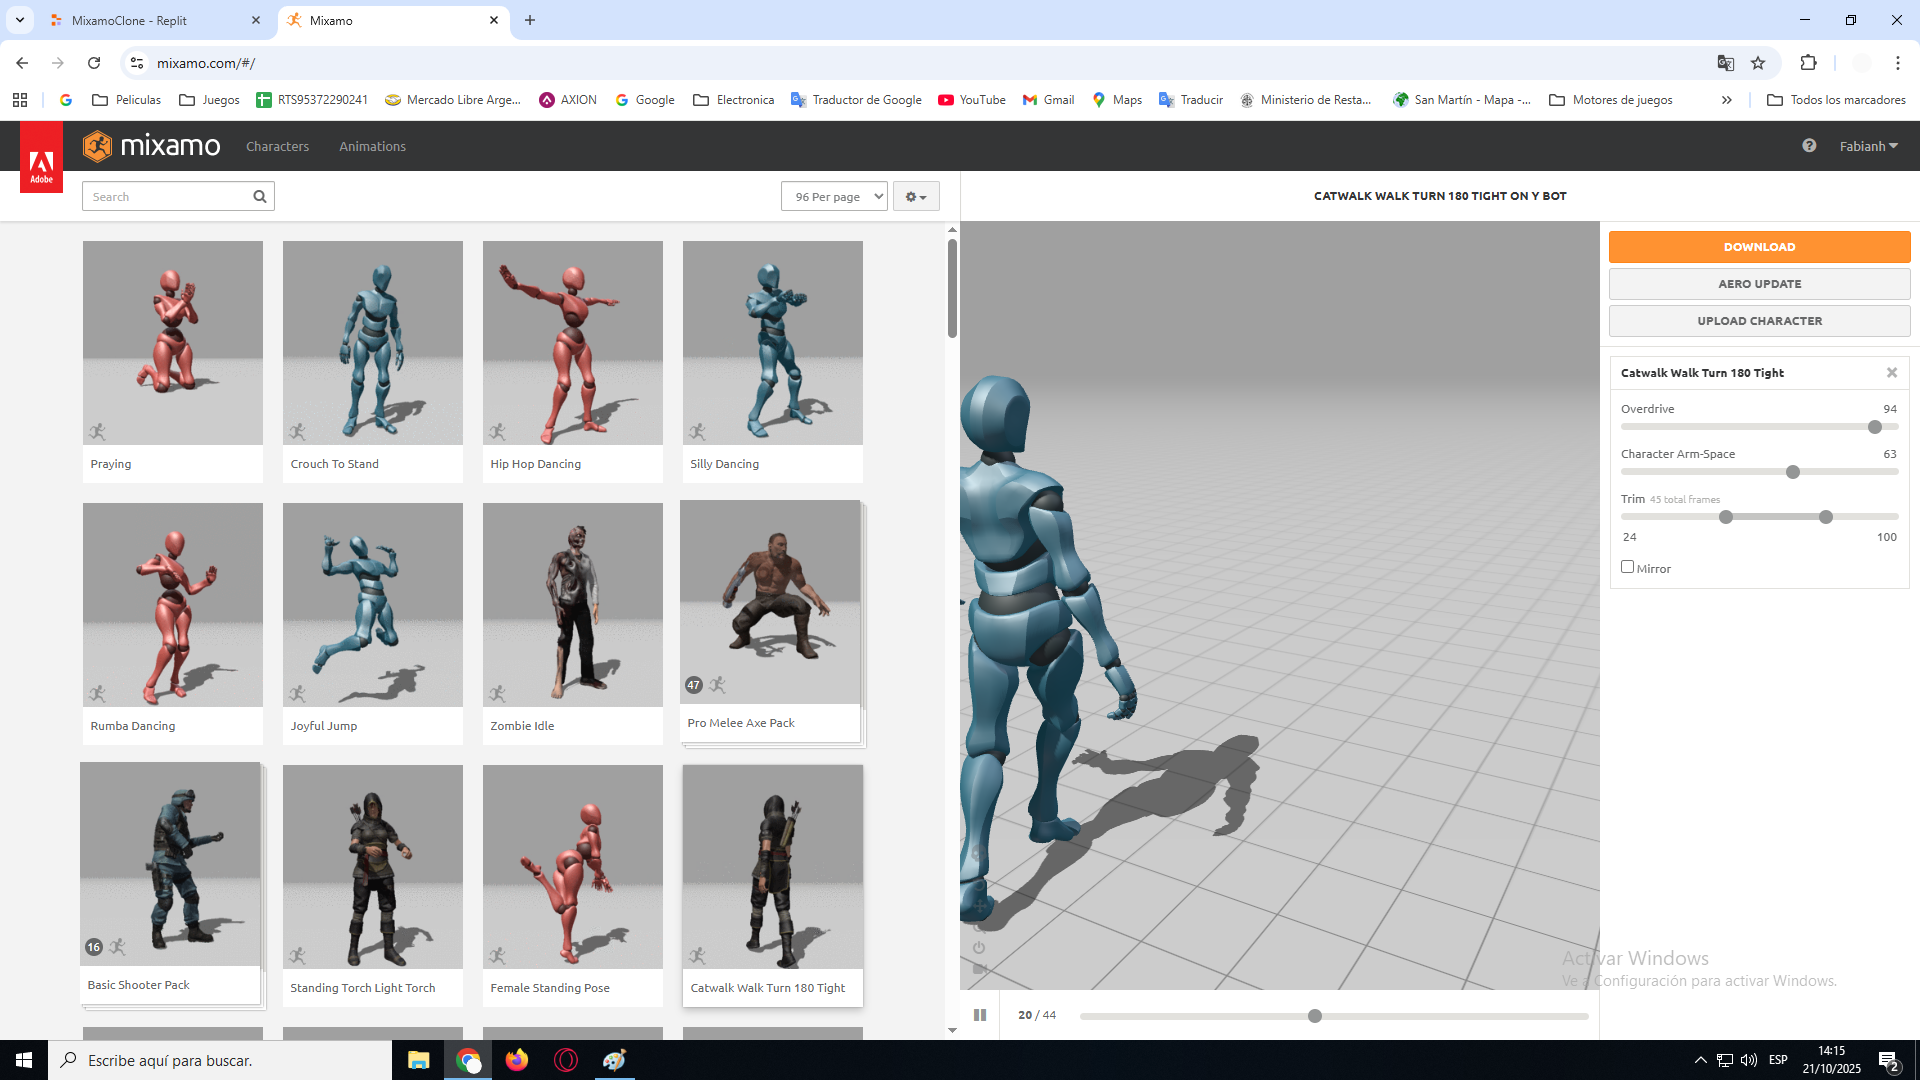 MixamoClone - Replit
Mixamo
mixamo.com/#/
Peliculas
Juegos
RTS95372290241
Mercado Libre Arge...
AXION
Google
Electronica
Traductor de Google
YouTube
Gmail
Maps
Traducir
Ministerio de Resta...
San Martín - Mapa -...
Motores de juegos
Todos los marcadores
Adobe
mixamo
Characters
Animations
Fabianh
Search
96 Per page
CATWALK WALK TURN 180 TIGHT ON Y BOT
Praying
Crouch To Stand
Hip Hop Dancing
Silly Dancing
Rumba Dancing
Joyful Jump
Zombie Idle
47
Pro Melee Axe Pack
16
Basic Shooter Pack
Standing Torch Light Torch
Female Standing Pose
Catwalk Walk Turn 180 Tight
DOWNLOAD
AERO UPDATE
UPLOAD CHARACTER
Catwalk Walk Turn 180 Tight
Overdrive 94
Character Arm-Space 63
Trim 45 total frames
24 100
Mirror
Activar Windows
Ve a Configuración para activar Windows.
20 / 44
Escribe aquí para buscar.
ESP
14:15
21/10/2025
2